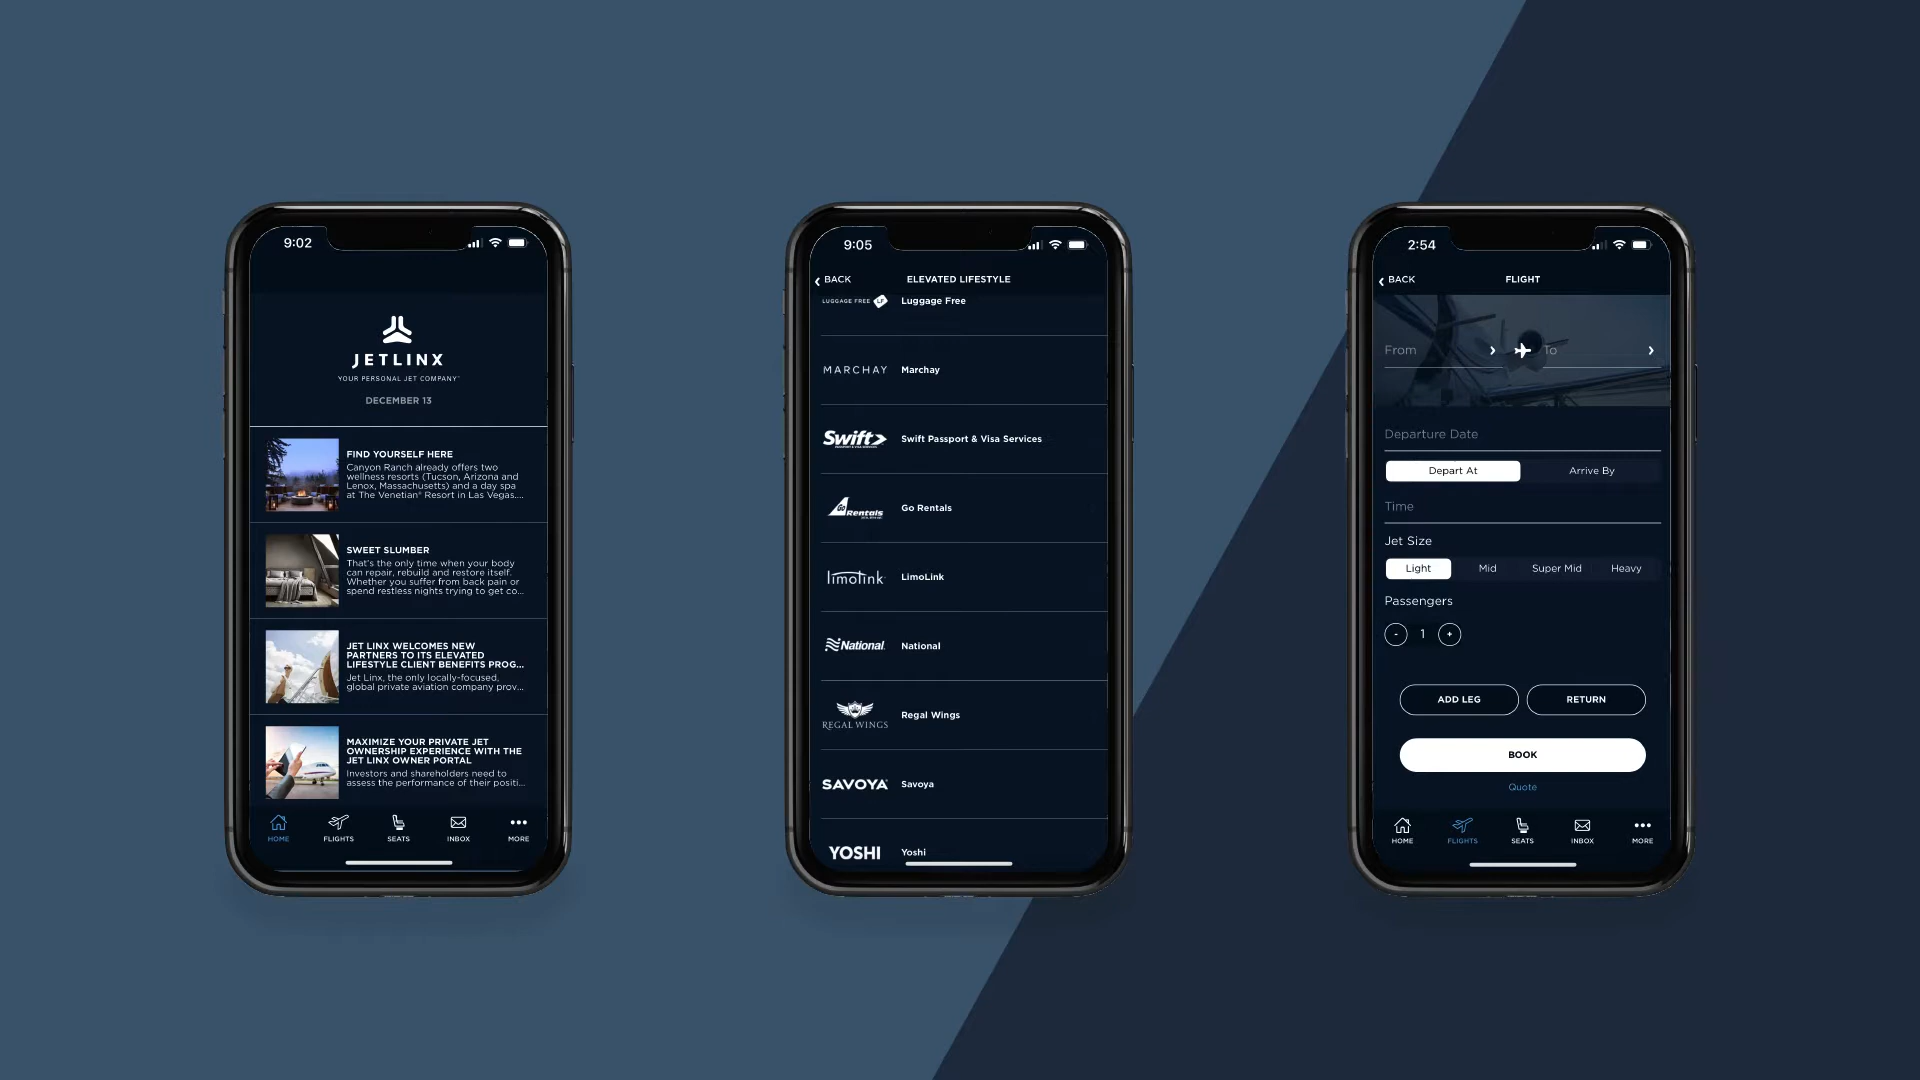 9:02
JETLINX
YOUR PERSONAL JET COMPANY
DECEMBER 13
FIND YOURSELF HERE
Canyon Ranch already offers two
wellness resorts (Tucson, Arizona and
Lenox, Massachusetts) and a day spa
at The Venetian® Resort in Las Vegas....
SWEET SLUMBER
That's the only time when your body
can repair, rebuild and restore itself.
Whether you suffer from back pain or
spend restless nights trying to get co...
JET LINX WELCOMES NEW
PARTNERS TO ITS ELEVATED
LIFESTYLE CLIENT BENEFITS PROG...
Jet Linx, the only locally-focused,
global private aviation company prov...
MAXIMIZE YOUR PRIVATE JET
OWNERSHIP EXPERIENCE WITH THE
JET LINX OWNER PORTAL
Investors and shareholders need to
assess the performance of their positi...
HOME FLIGHTS SEATS INBOX MORE
9:05
BACK ELEVATED LIFESTYLE
LUGGAGE FREE LF Luggage Free
MARCHAY Marchay
Swift Swift Passport & Visa Services
Go Rentals Go Rentals
limolink LimoLink
National National
REGAL WINGS Regal Wings
SAVOYA Savoya
YOSHI Yoshi
2:54
BACK FLIGHT
From To
Departure Date
Depart At Arrive By
Time
Jet Size
Light Mid Super Mid Heavy
Passengers
- 1 +
ADD LEG RETURN
BOOK
Quote
HOME FLIGHTS SEATS INBOX MORE